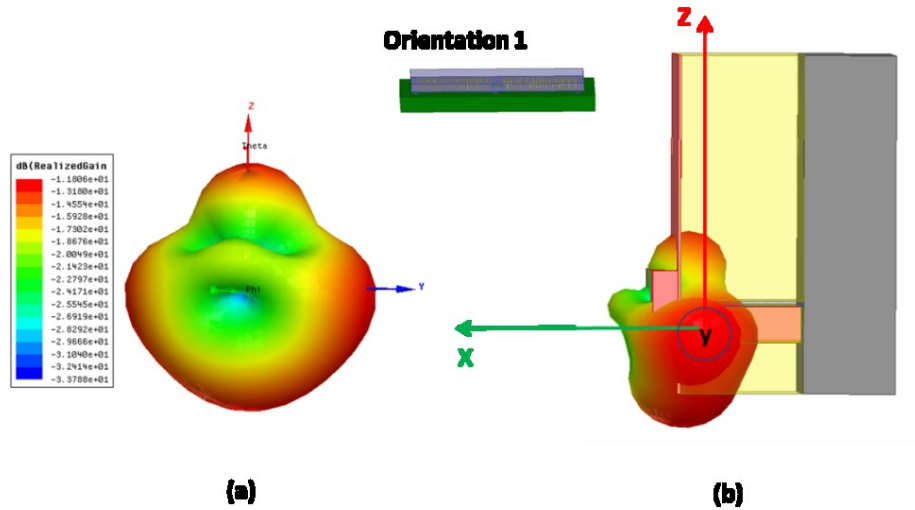 Orientation 1
Z
Z
Theta
dB(RealizedGain
-1.1806e+01
-1.3180e+01
-1.4554e+01
-1.5928e+01
-1.7302e+01
-1.8676e+01
-2.0049e+01
-2.1423e+01
-2.2797e+01
-2.4171e+01
-2.5545e+01
-2.6919e+01
-2.8292e+01
-2.9666e+01
-3.1040e+01
-3.2414e+01
-3.3788e+01
Phi
Y
X
y
(a)
(b)